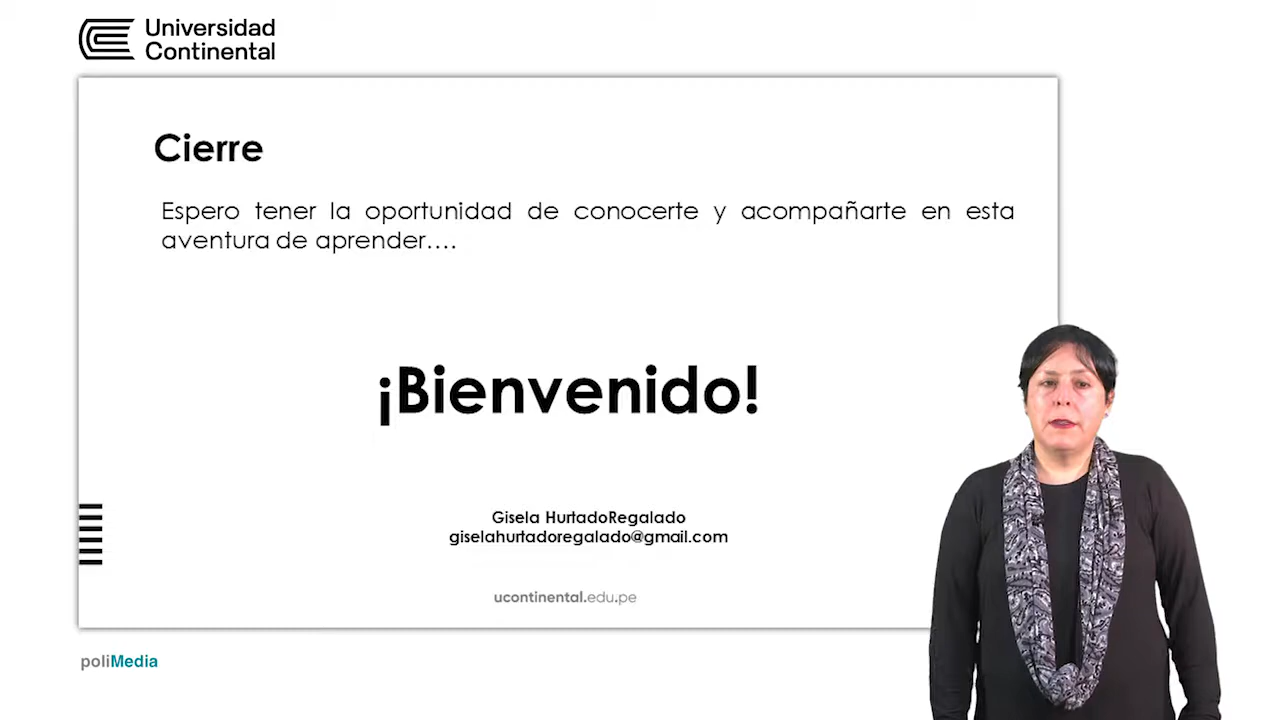 Universidad
Continental
Cierre
Espero tener la oportunidad de conocerte y acompañarte en esta
aventura de aprender....
¡Bienvenido!
Gisela HurtadoRegalado
giselahurtadoregalado@gmail.com
ucontinental.edu.pe
poliMedia